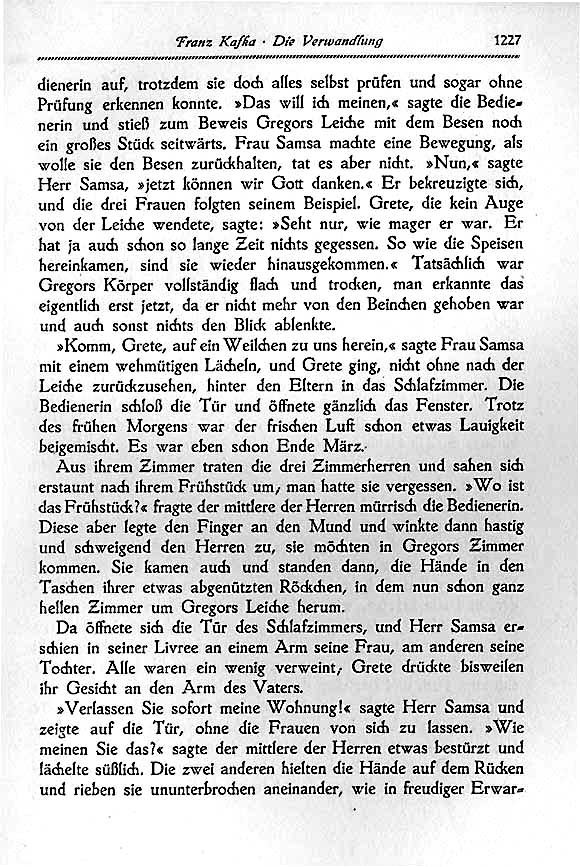 Franz Kafka · Die Verwandlung 1227
dienerin auf, trotzdem sie doch alles selbst prüfen und sogar ohne
Prüfung erkennen konnte. »Das will ich meinen,« sagte die Bedie-
nerin und stieß zum Beweis Gregors Leiche mit dem Besen noch
ein großes Stück seitwärts. Frau Samsa machte eine Bewegung, als
wolle sie den Besen zurückhalten, tat es aber nicht. »Nun,« sagte
Herr Samsa, »jetzt können wir Gott danken.« Er bekreuzigte sich,
und die drei Frauen folgten seinem Beispiel. Grete, die kein Auge
von der Leiche wendete, sagte: »Seht nur, wie mager er war. Er
hat ja auch schon so lange Zeit nichts gegessen. So wie die Speisen
hereinkamen, sind sie wieder hinausgekommen.« Tatsächlich war
Gregors Körper vollständig flach und trocken, man erkannte das
eigentlich erst jetzt, da er nicht mehr von den Beinchen gehoben war
und auch sonst nichts den Blick ablenkte.
»Komm, Grete, auf ein Weilchen zu uns herein,« sagte Frau Samsa
mit einem wehmütigen Lächeln, und Grete ging, nicht ohne nach der
Leiche zurückzusehen, hinter den Eltern in das Schlafzimmer. Die
Bedienerin schloß die Tür und öffnete gänzlich das Fenster. Trotz
des frühen Morgens war der frischen Luft schon etwas Lauigkeit
beigemischt. Es war eben schon Ende März.
Aus ihrem Zimmer traten die drei Zimmerherren und sahen sich
erstaunt nach ihrem Frühstück um, man hatte sie vergessen. »Wo ist
das Frühstück?« fragte der mittlere der Herren mürrisch die Bedienerin.
Diese aber legte den Finger an den Mund und winkte dann hastig
und schweigend den Herren zu, sie möchten in Gregors Zimmer
kommen. Sie kamen auch und standen dann, die Hände in den
Taschen ihrer etwas abgenützten Röckchen, in dem nun schon ganz
hellen Zimmer um Gregors Leiche herum.
Da öffnete sich die Tür des Schlafzimmers, und Herr Samsa er-
schien in seiner Livree an einem Arm seine Frau, am anderen seine
Tochter. Alle waren ein wenig verweint, Grete drückte bisweilen
ihr Gesicht an den Arm des Vaters.
»Verlassen Sie sofort meine Wohnung!« sagte Herr Samsa und
zeigte auf die Tür, ohne die Frauen von sich zu lassen. »Wie
meinen Sie das?« sagte der mittlere der Herren etwas bestürzt und
lächelte süßlich. Die zwei anderen hielten die Hände auf dem Rücken
und rieben sie ununterbrochen aneinander, wie in freudiger Erwar-